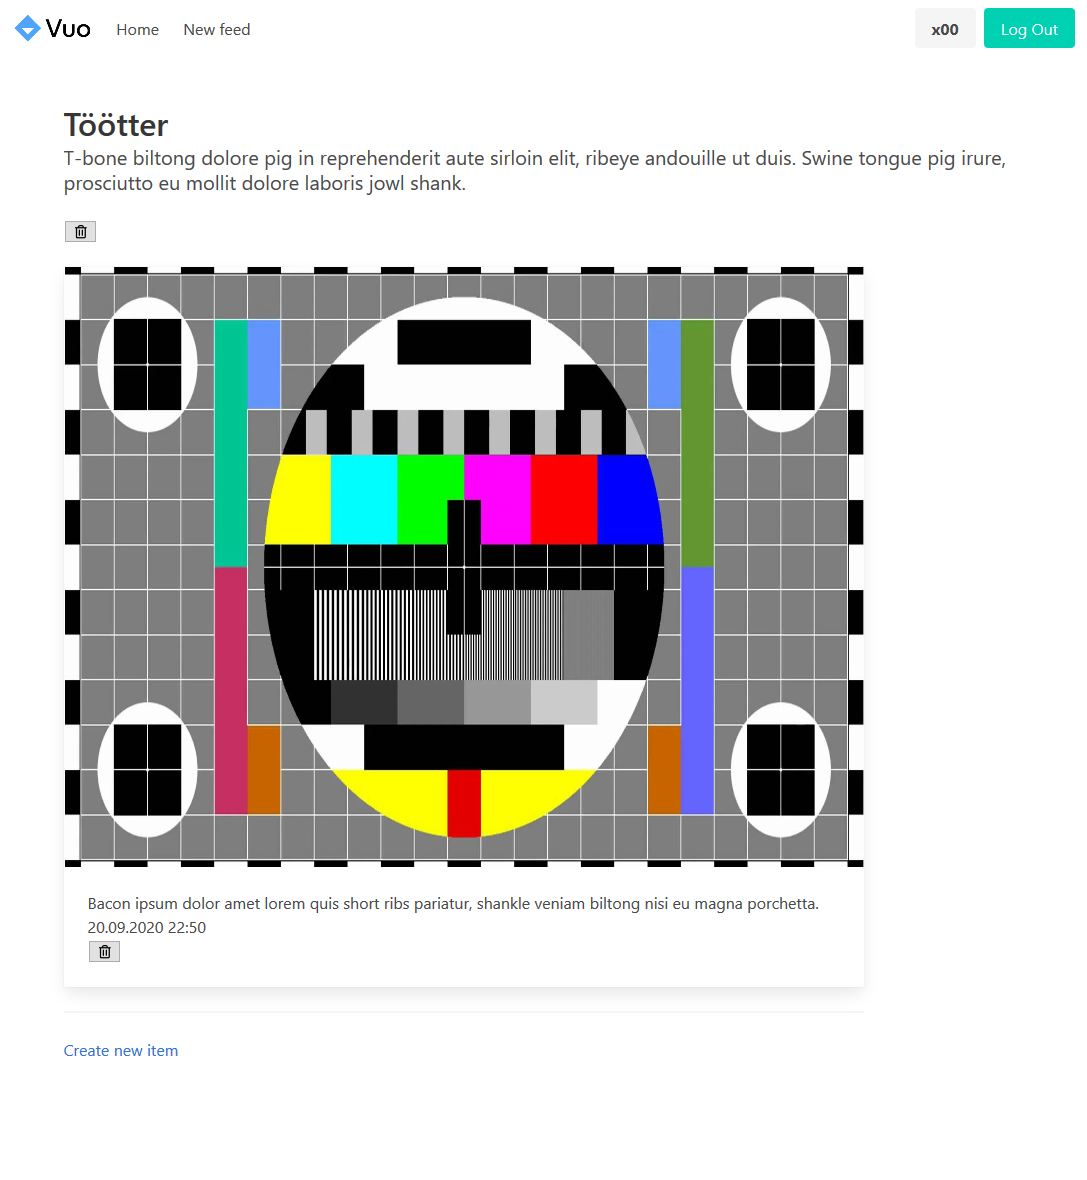 Vuo Home New feed x00 Log Out
Töötter
T-bone biltong dolore pig in reprehenderit aute sirloin elit, ribeye andouille ut duis. Swine tongue pig irure,
prosciutto eu mollit dolore laboris jowl shank.
Bacon ipsum dolor amet lorem quis short ribs pariatur, shankle veniam biltong nisi eu magna porchetta.
20.09.2020 22:50
Create new item